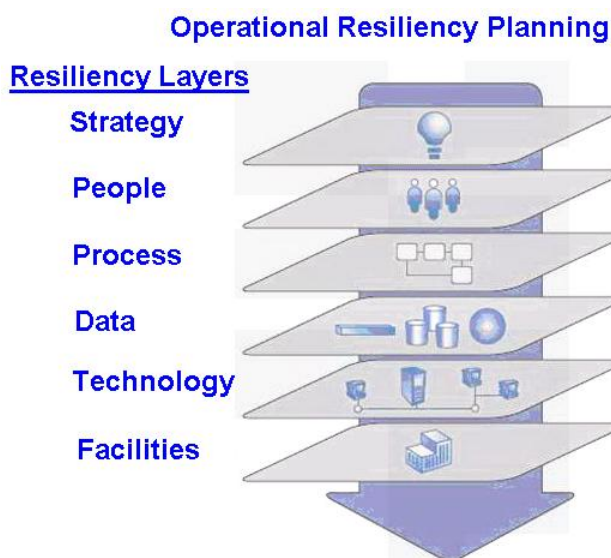 Operational Resiliency Planning
Resiliency Layers
Strategy
People
Process
Data
Technology
Facilities